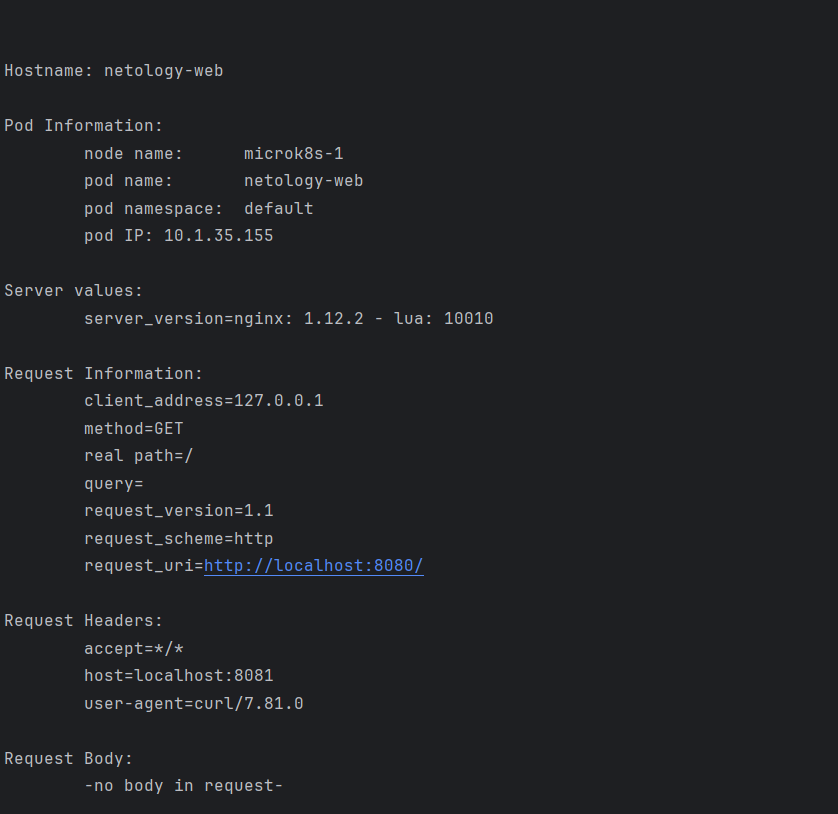 Hostname: netology-web
Pod Information:
node name: microk8s-1
pod name: netology-web
pod namespace: default
pod IP: 10.1.35.155
Server values:
server_version=nginx: 1.12.2 - lua: 10010
Request Information:
client_address=127.0.0.1
method=GET
real path=/
query=
request_version=1.1
request_scheme=http
request_uri=http://localhost:8080/
Request Headers:
accept=*/*
host=localhost:8081
user-agent=curl/7.81.0
Request Body:
-no body in request-